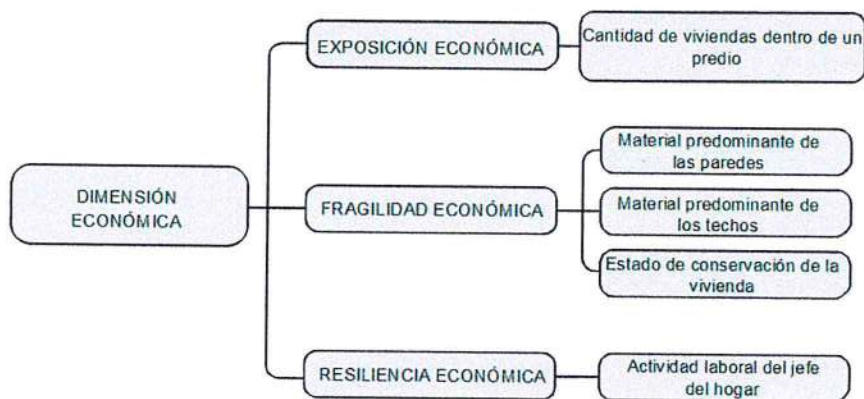 EXPOSICIÓN ECONÓMICA
Cantidad de viviendas dentro de un
predio
DIMENSIÓN
ECONÓMICA
FRAGILIDAD ECONÓMICA
Material predominante de
las paredes
Material predominante de
los techos
Estado de conservación de la
vivienda
RESILIENCIA ECONÓMICA
Actividad laboral del jefe
del hogar